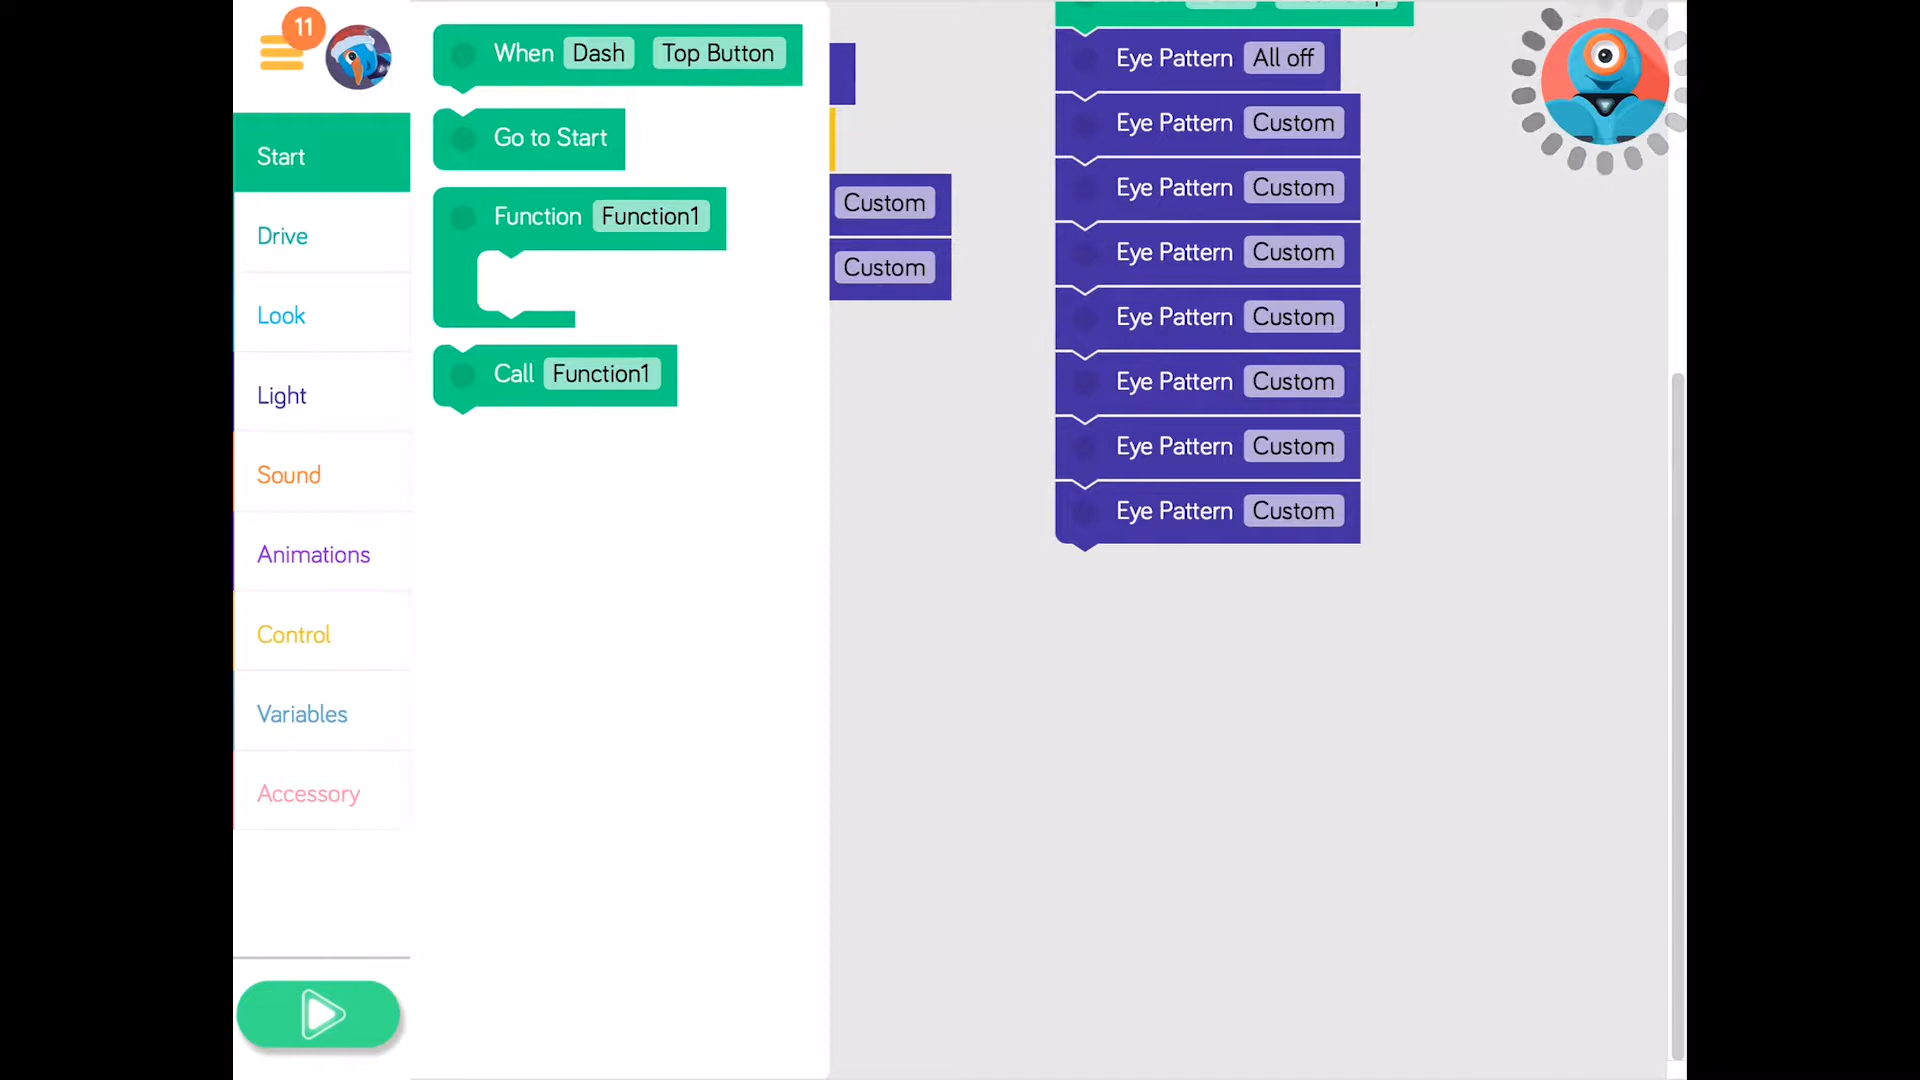 11
Start
Drive
Look
Light
Sound
Animations
Control
Variables
Accessory
When Dash Top Button
Go to Start
Function Function1
Call Function1
Custom
Custom
Eye Pattern All off
Eye Pattern Custom
Eye Pattern Custom
Eye Pattern Custom
Eye Pattern Custom
Eye Pattern Custom
Eye Pattern Custom
Eye Pattern Custom